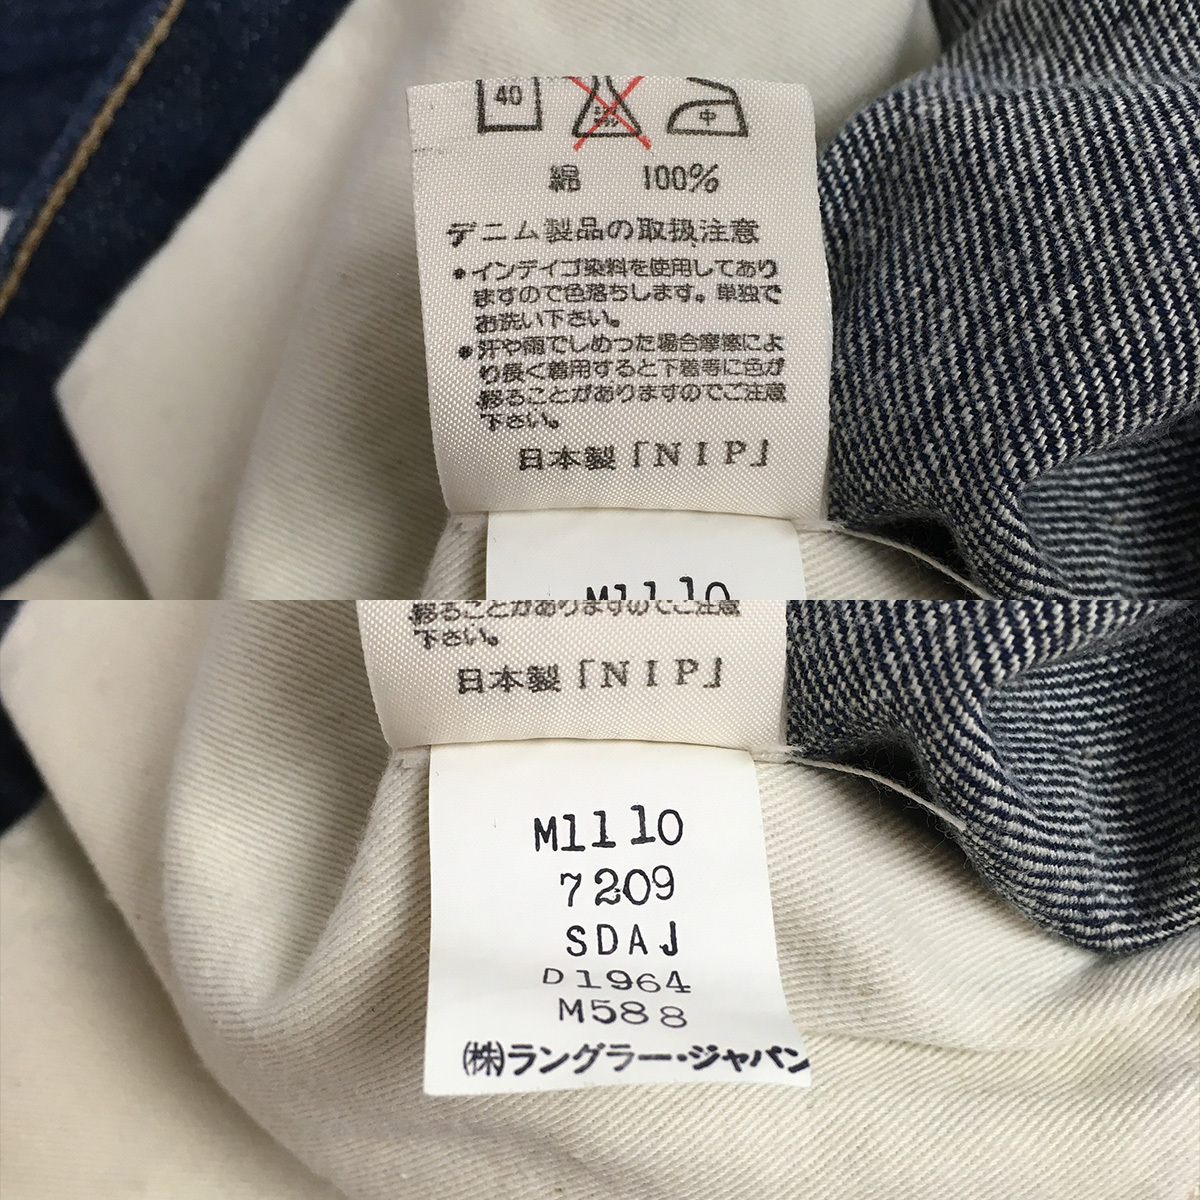 40
中
綿 100%
デニム製品の取扱注意
•インデイゴ染料を使用してあり
ますので色落ちします。単独で
お洗い下さい。
•汗や雨でしめった場合摩擦によ
り長く着用すると下着等に色が
移ることがありますのでご注意
下さい。
日本製「NIP」
M1110
移ることがありますのでご注意
下さい。
日本製「NIP」
M1110
7209
SDAJ
D1964
M588
(株)ラングラー・ジャパン